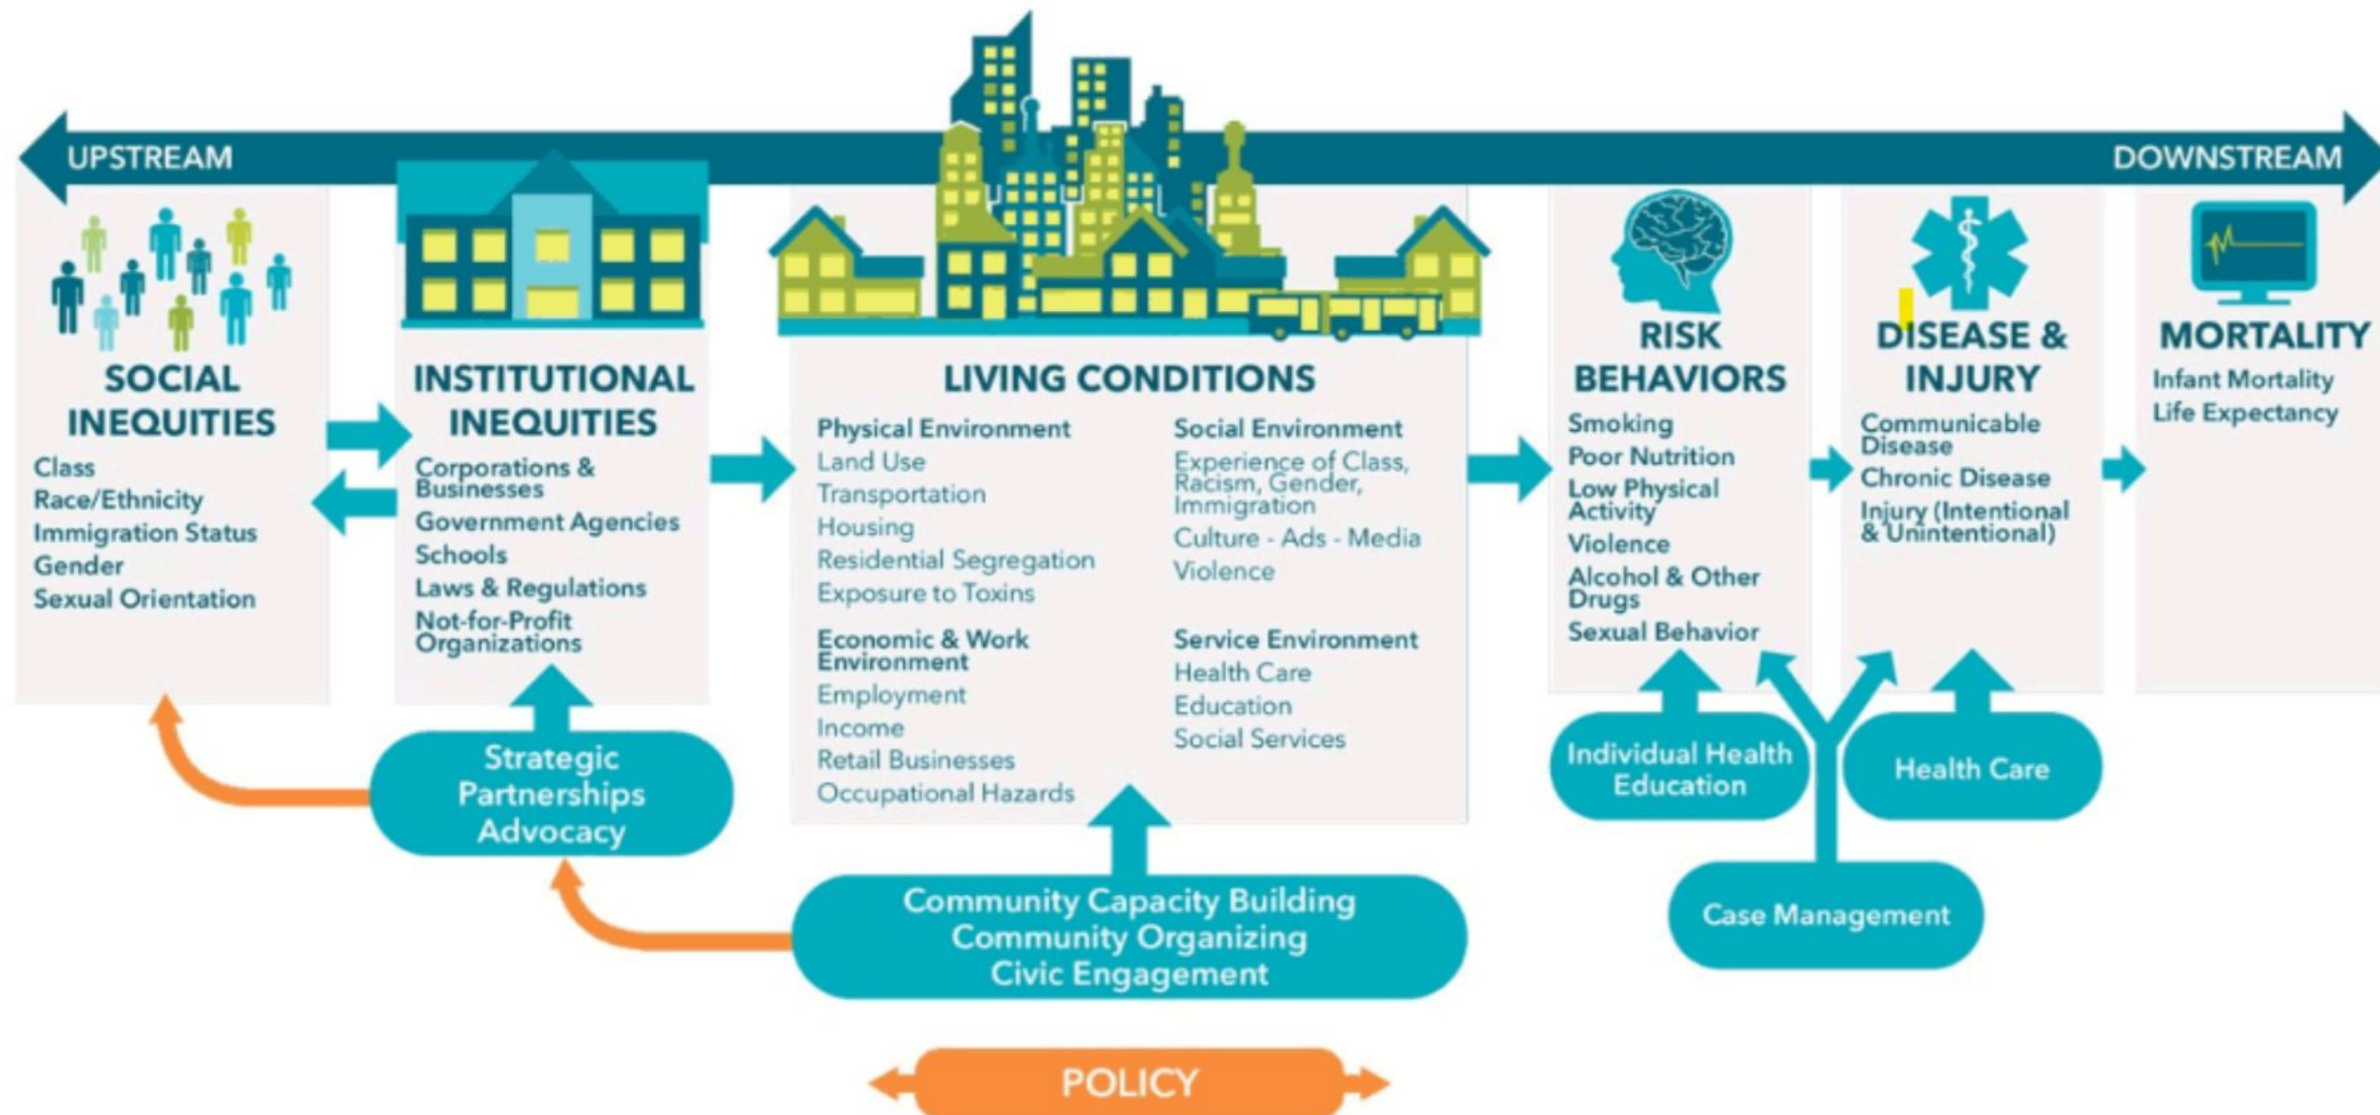 UPSTREAM
DOWNSTREAM
SOCIAL
INEQUITIES
Class
Race/Ethnicity
Immigration Status
Gender
Sexual Orientation
INSTITUTIONAL
INEQUITIES
Corporations &
Businesses
Government Agencies
Schools
Laws & Regulations
Not-for-Profit
Organizations
LIVING CONDITIONS
Physical Environment
Land Use
Transportation
Housing
Residential Segregation
Exposure to Toxins
Economic & Work
Environment
Employment
Income
Retail Businesses
Occupational Hazards
Social Environment
Experience of Class,
Racism, Gender,
Immigration
Culture - Ads - Media
Violence
Service Environment
Health Care
Education
Social Services
RISK
BEHAVIORS
Smoking
Poor Nutrition
Low Physical
Activity
Violence
Alcohol & Other
Drugs
Sexual Behavior
DISEASE &
INJURY
Communicable
Disease
Chronic Disease
Injury (Intentional
& Unintentional)
MORTALITY
Infant Mortality
Life Expectancy
Strategic
Partnerships
Advocacy
Community Capacity Building
Community Organizing
Civic Engagement
Individual Health
Education
Health Care
Case Management
POLICY